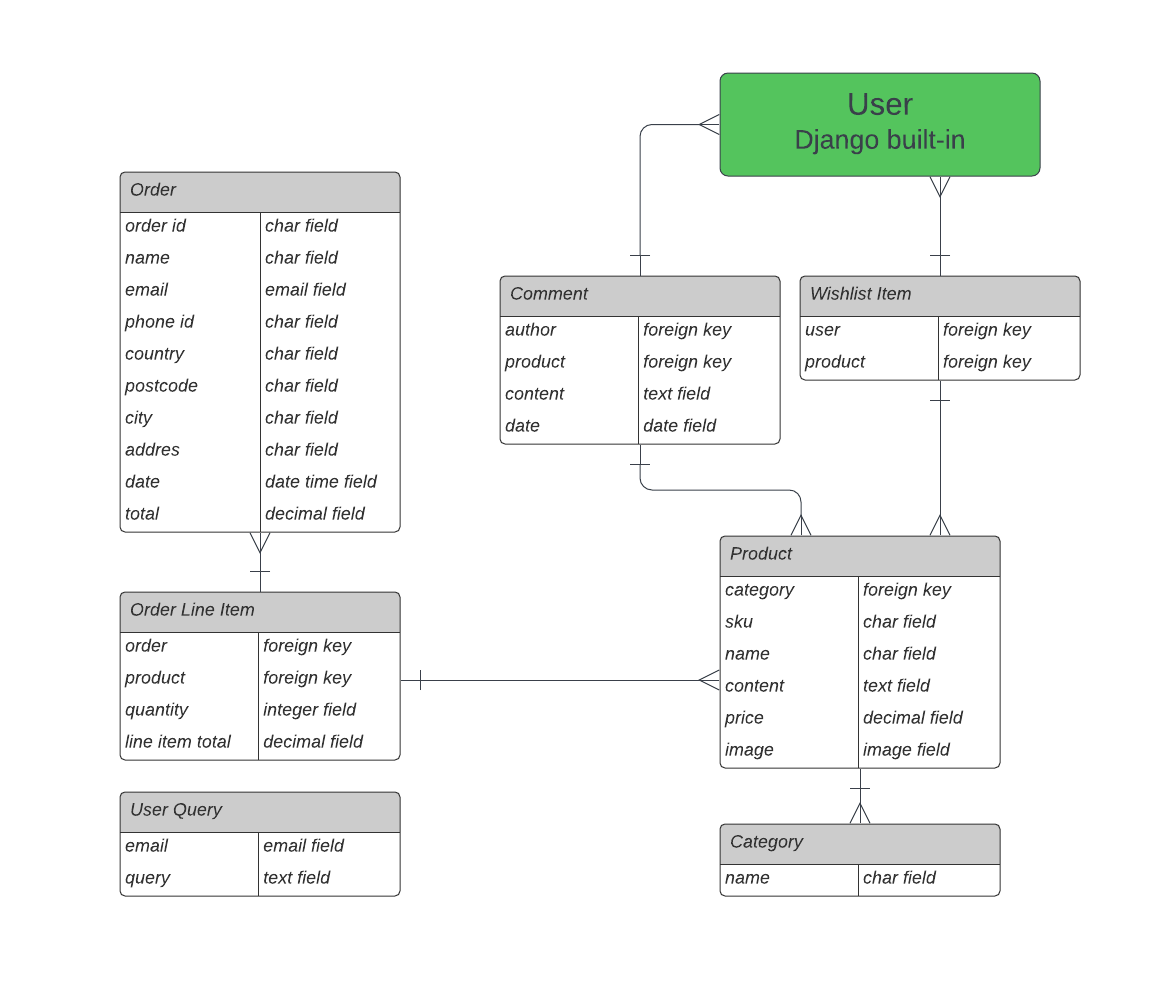 User
Django built-in
Order
order id char field
name char field
email email field
phone id char field
country char field
postcode char field
city char field
addres char field
date date time field
total decimal field
Comment
author foreign key
product foreign key
content text field
date date field
Wishlist Item
user foreign key
product foreign key
Order Line Item
order foreign key
product foreign key
quantity integer field
line item total decimal field
Product
category foreign key
sku char field
name char field
content text field
price decimal field
image image field
User Query
email email field
query text field
Category
name char field